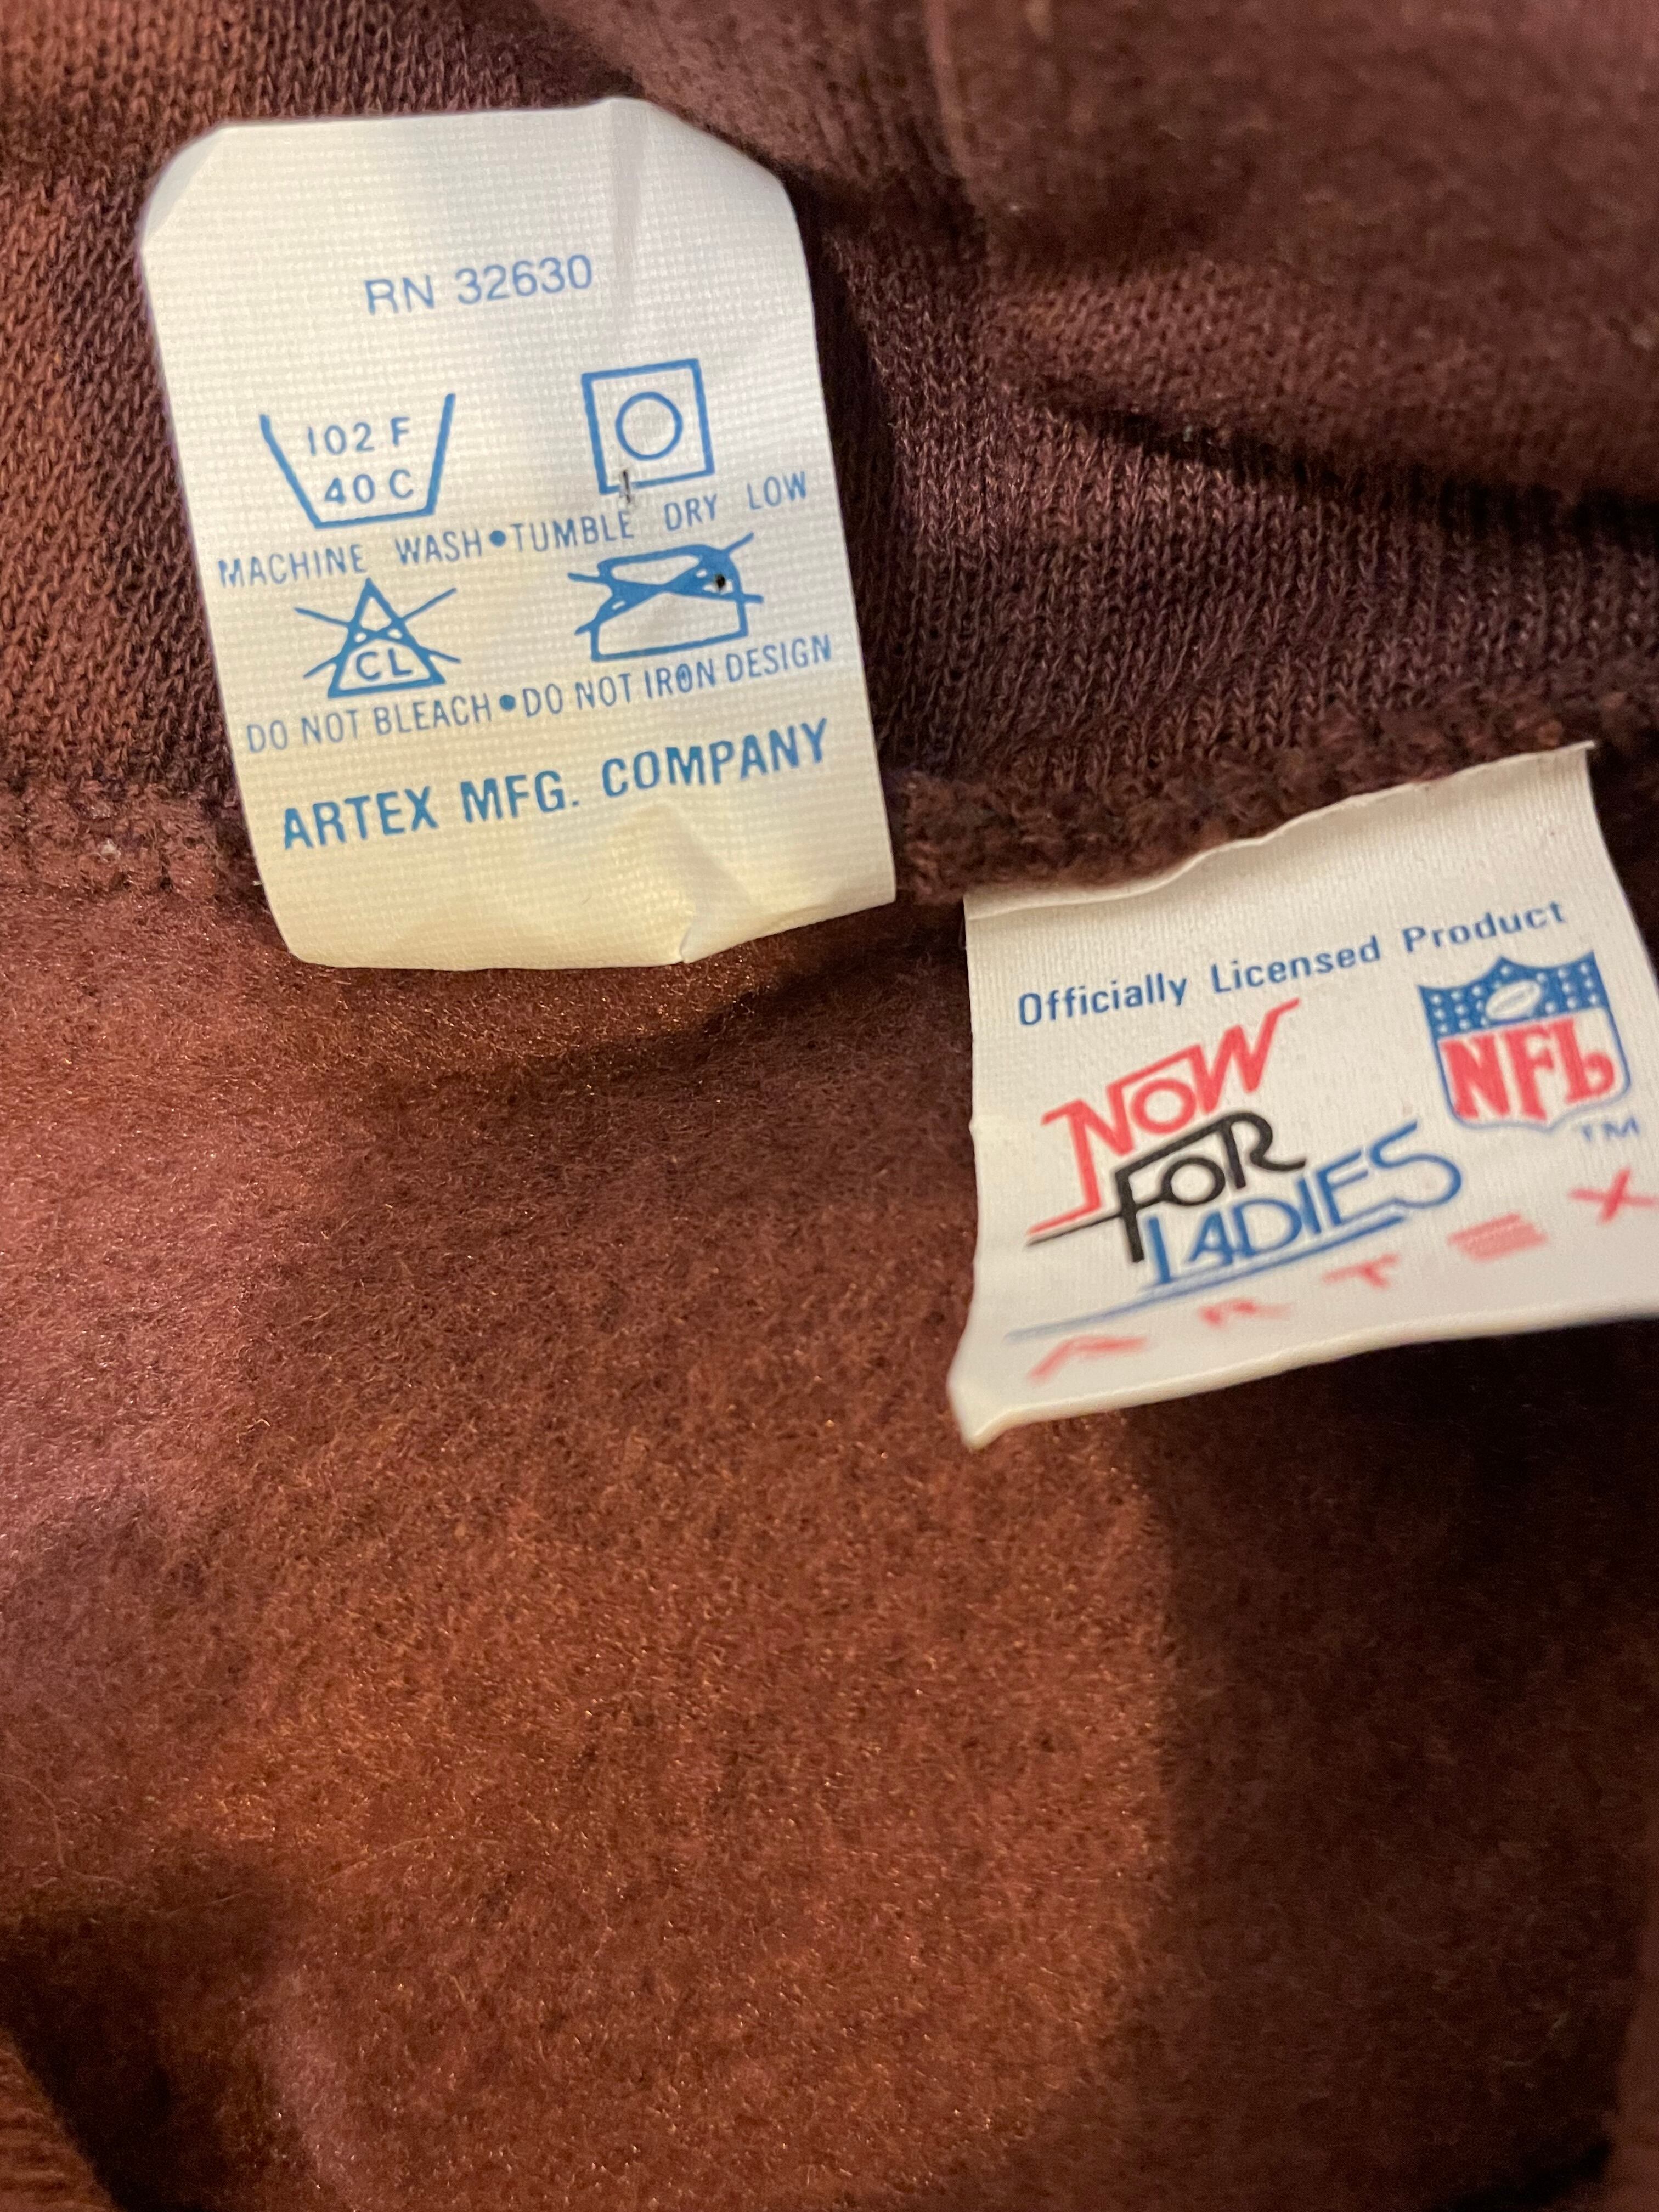 RN 32630
102 F
40 C
MACHINE WASH•TUMBLE DRY LOW
CL
DO NOT BLEACH•DO NOT IRON DESIGN
ARTEX MFG. COMPANY
Officially Licensed Product
NFL
TM
NOW
FOR
LADIES
ARTEX